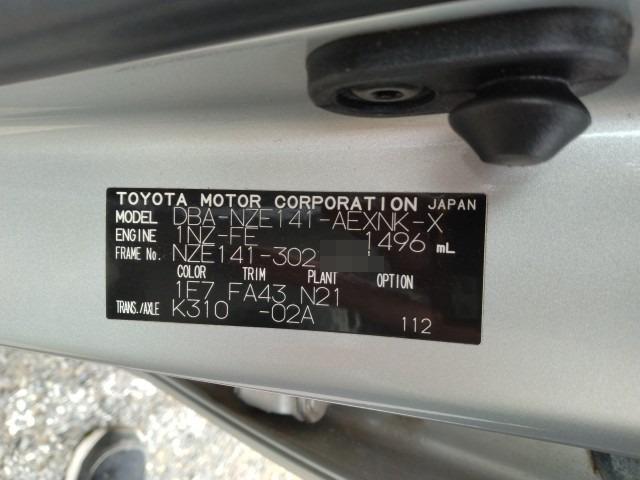 TOYOTA MOTOR CORPORATION JAPAN
MODEL DBA-NZE141-AEXNK-X
ENGINE 1NZ-FE 1496 mL
FRAME No. NZE141-302
COLOR TRIM PLANT OPTION
1E7 FA43 N21
TRANS./AXLE K310 -02A
112